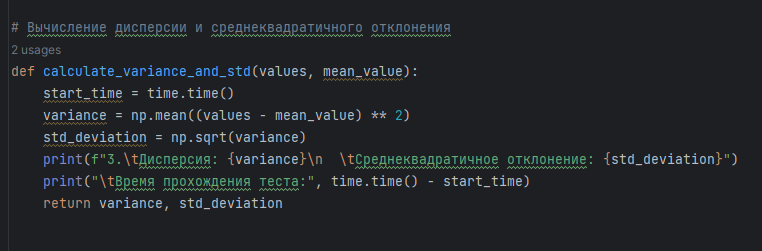 # Вычисление дисперсии и среднеквадратичного отклонения
2 usages
def calculate_variance_and_std(values, mean_value):
    start_time = time.time()
    variance = np.mean((values - mean_value) ** 2)
    std_deviation = np.sqrt(variance)
    print(f"3.\tДисперсия: {variance}\n  \tСреднеквадратичное отклонение: {std_deviation}")
    print("\tВремя прохождения теста:", time.time() - start_time)
    return variance, std_deviation